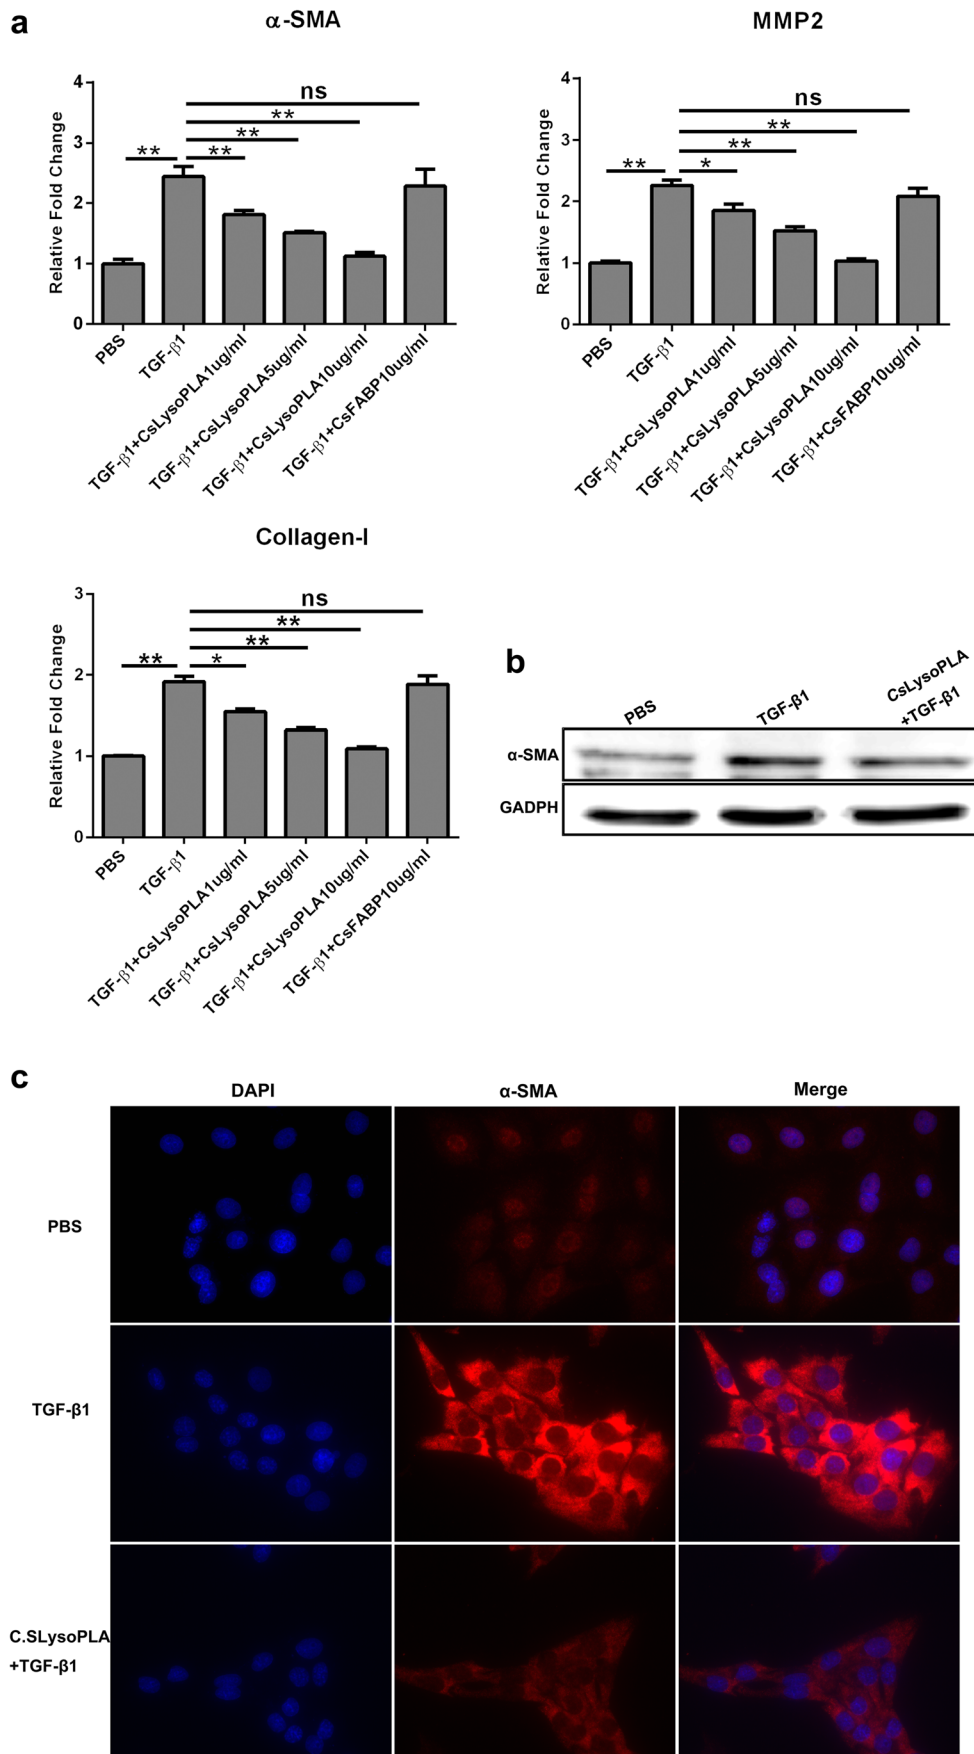 a
α-SMA
Relative Fold Change
4
3
2
1
0
ns
**
**
** **
PBS
TGF-β1
TGF-β1+CsLysoPLA1ug/ml
TGF-β1+CsLysoPLA5ug/ml
TGF-β1+CsLysoPLA10ug/ml
TGF-β1+CsFABP10ug/ml
MMP2
Relative Fold Change
4
3
2
1
0
ns
**
**
** *
PBS
TGF-β1
TGF-β1+CsLysoPLA1ug/ml
TGF-β1+CsLysoPLA5ug/ml
TGF-β1+CsLysoPLA10ug/ml
TGF-β1+CsFABP10ug/ml
Collagen-I
Relative Fold Change
3
2
1
0
ns
**
**
** *
PBS
TGF-β1
TGF-β1+CsLysoPLA1ug/ml
TGF-β1+CsLysoPLA5ug/ml
TGF-β1+CsLysoPLA10ug/ml
TGF-β1+CsFABP10ug/ml
b
PBS
TGF-β1
CsLysoPLA
+TGF-β1
α-SMA
GADPH
c
DAPI α-SMA Merge
PBS
TGF-β1
C.SLysoPLA
+TGF-β1